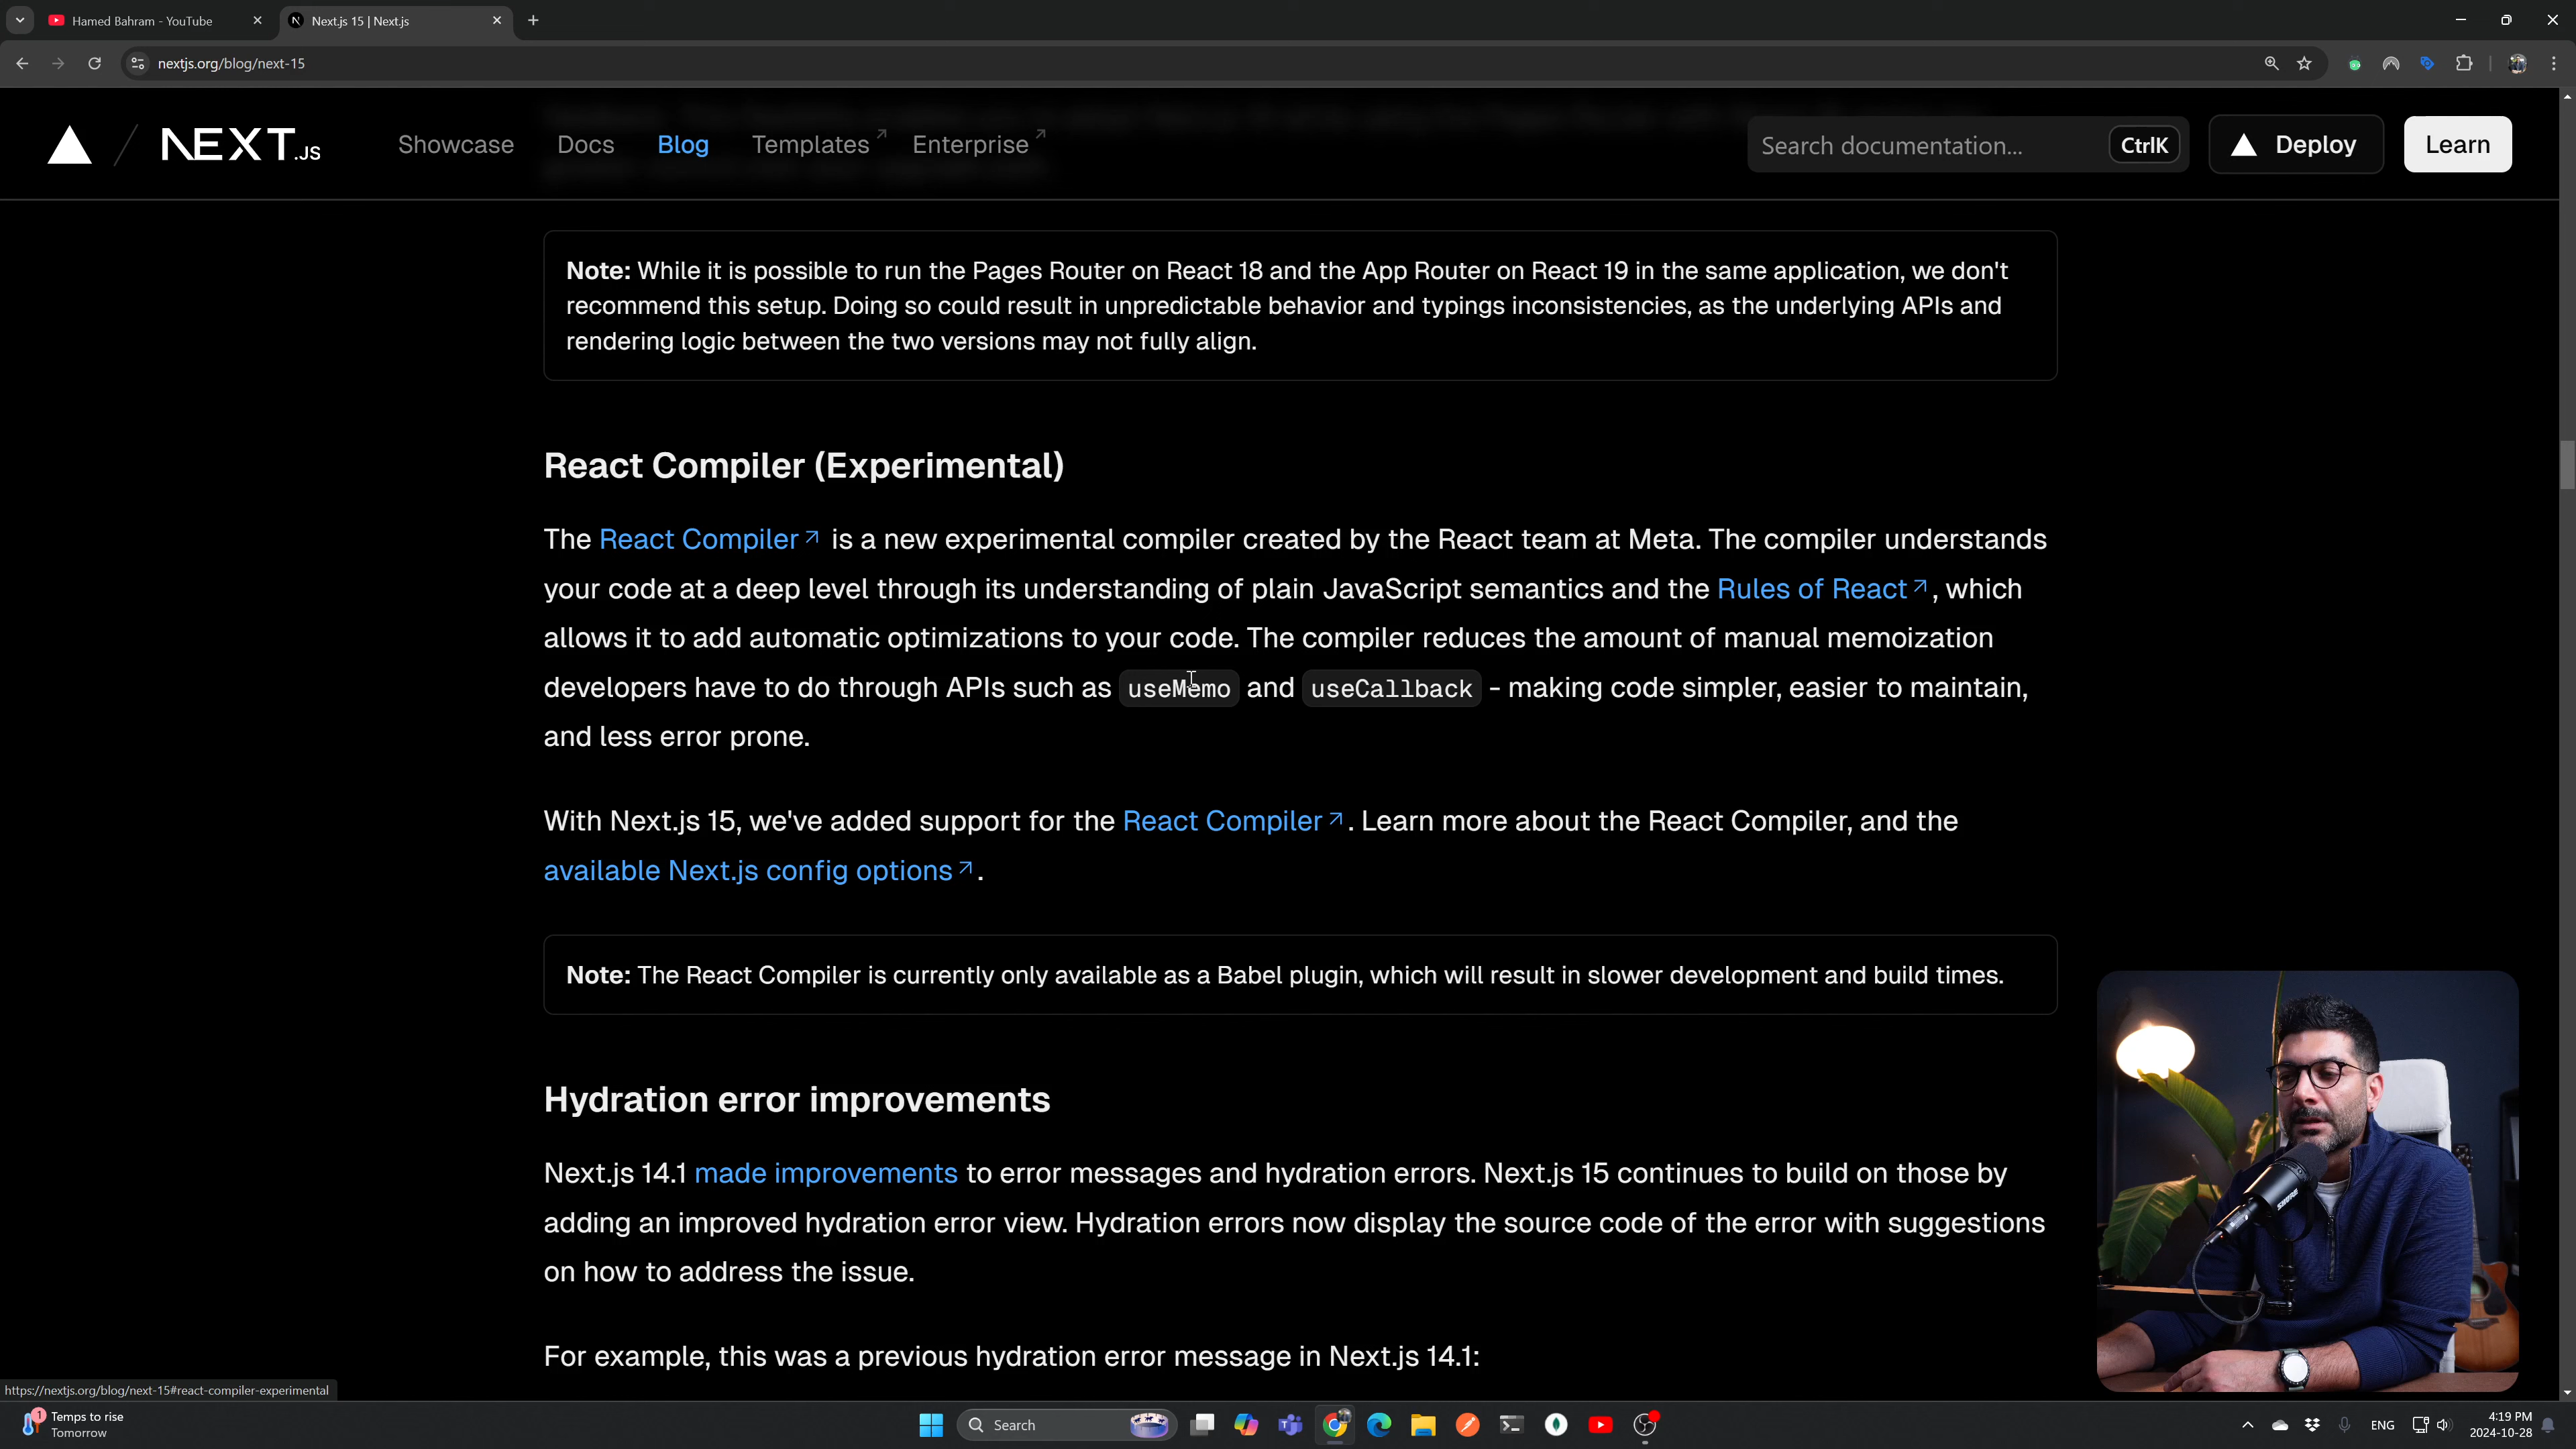 Hamed Bahram - YouTube
Next.js 15 | Next.js
nextjs.org/blog/next-15
NEXT.JS
Showcase
Docs
Blog
Templates
Enterprise
Search documentation...
CtrlK
Deploy
Learn
Note: While it is possible to run the Pages Router on React 18 and the App Router on React 19 in the same application, we don't
recommend this setup. Doing so could result in unpredictable behavior and typings inconsistencies, as the underlying APIs and
rendering logic between the two versions may not fully align.
React Compiler (Experimental)
The React Compiler is a new experimental compiler created by the React team at Meta. The compiler understands
your code at a deep level through its understanding of plain JavaScript semantics and the Rules of React, which
allows it to add automatic optimizations to your code. The compiler reduces the amount of manual memoization
developers have to do through APIs such as useMemo and useCallback - making code simpler, easier to maintain,
and less error prone.
With Next.js 15, we've added support for the React Compiler. Learn more about the React Compiler, and the
available Next.js config options.
Note: The React Compiler is currently only available as a Babel plugin, which will result in slower development and build times.
Hydration error improvements
Next.js 14.1 made improvements to error messages and hydration errors. Next.js 15 continues to build on those by
adding an improved hydration error view. Hydration errors now display the source code of the error with suggestions
on how to address the issue.
For example, this was a previous hydration error message in Next.js 14.1:
https://nextjs.org/blog/next-15#react-compiler-experimental
1
Temps to rise
Tomorrow
Search
ENG
4:19 PM
2024-10-28